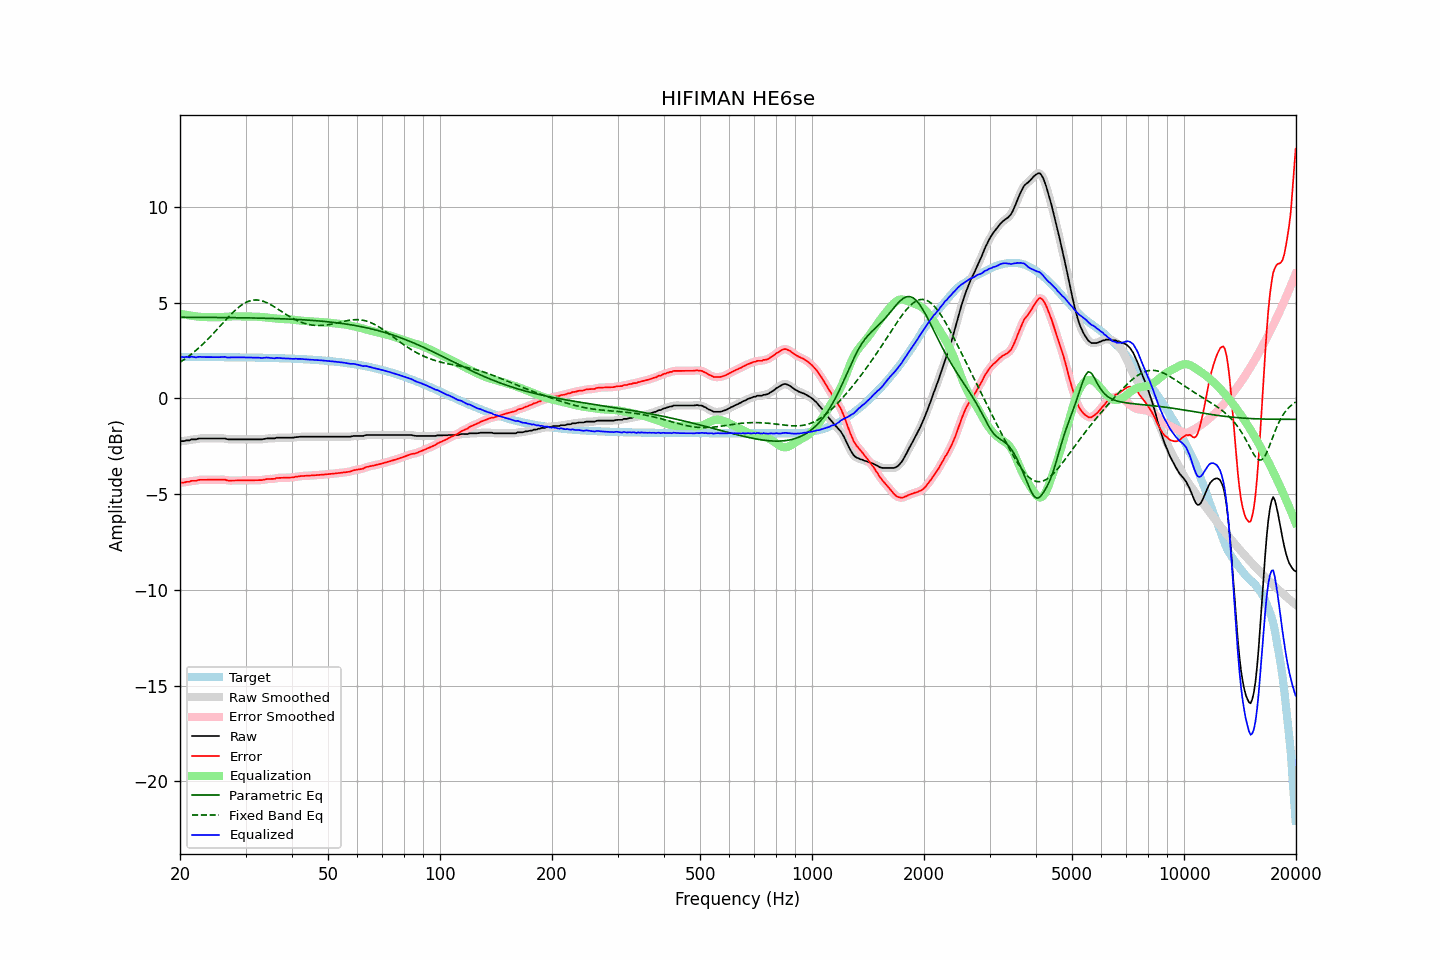 HIFIMAN HE6se
Amplitude (dBr)
10
5
0
−5
−10
−15
−20
Target
Raw Smoothed
Error Smoothed
Raw
Error
Equalization
Parametric Eq
Fixed Band Eq
Equalized
20 50 100 200 500 1000 2000 5000 10000 20000
Frequency (Hz)